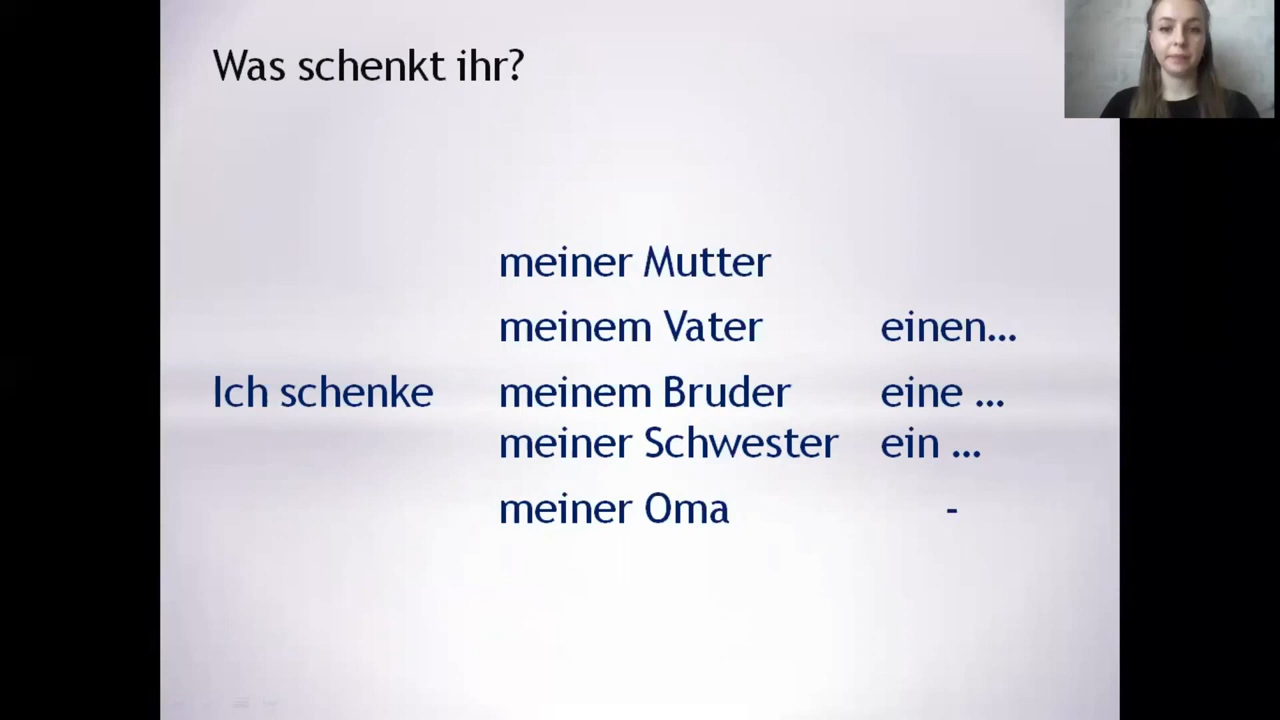 Was schenkt ihr?
meiner Mutter
meinem Vater einen...
Ich schenke meinem Bruder eine ...
meiner Schwester ein ...
meiner Oma -